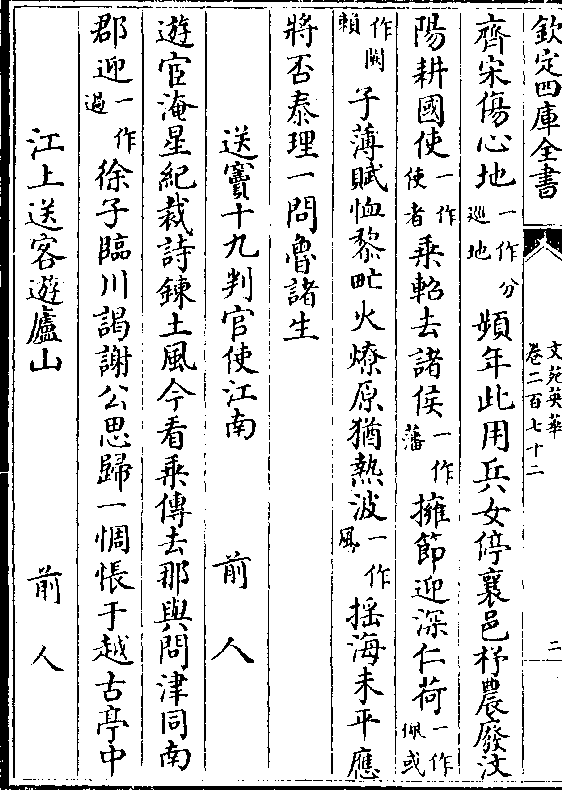 欽定四庫全書
文苑英華
卷二百七十二
二
齊宋傷心地一作分巡地頻年此用兵女停襄邑杼農廢汶
陽耕國使一作使者乘軺去諸侯一作藩擁節迎深仁荷一作佩或
作闕賴子薄賦恤黎甿火燎原猶熱波一作風揺海未平應
將否泰理一問魯諸生
送竇十九判官使江南 前人
遊宦淹星紀裁詩鍊土風今看乘傳去那與問津同南
郡迎一作過徐子臨川謁謝公思歸一惆悵于越古亭中
江上送客遊廬山 前人